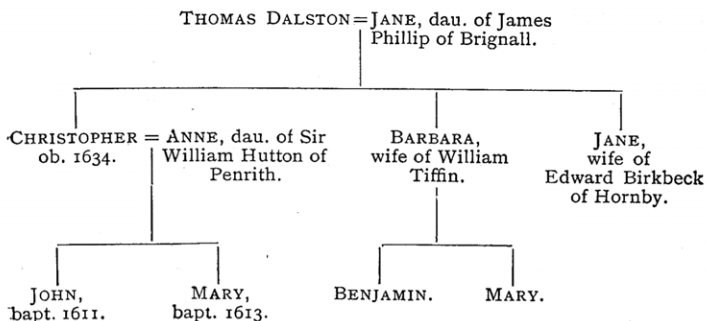 THOMAS DALSTON = JANE, dau. of James
Phillip of Brignall.
CHRISTOPHER = ANNE, dau. of Sir
ob. 1634. William Hutton of
Penrith.
BARBARA,
wife of William
Tiffin.
JANE,
wife of
Edward Birkbeck
of Hornby.
JOHN,
bapt. 1611.
MARY,
bapt. 1613.
BENJAMIN.
MARY.